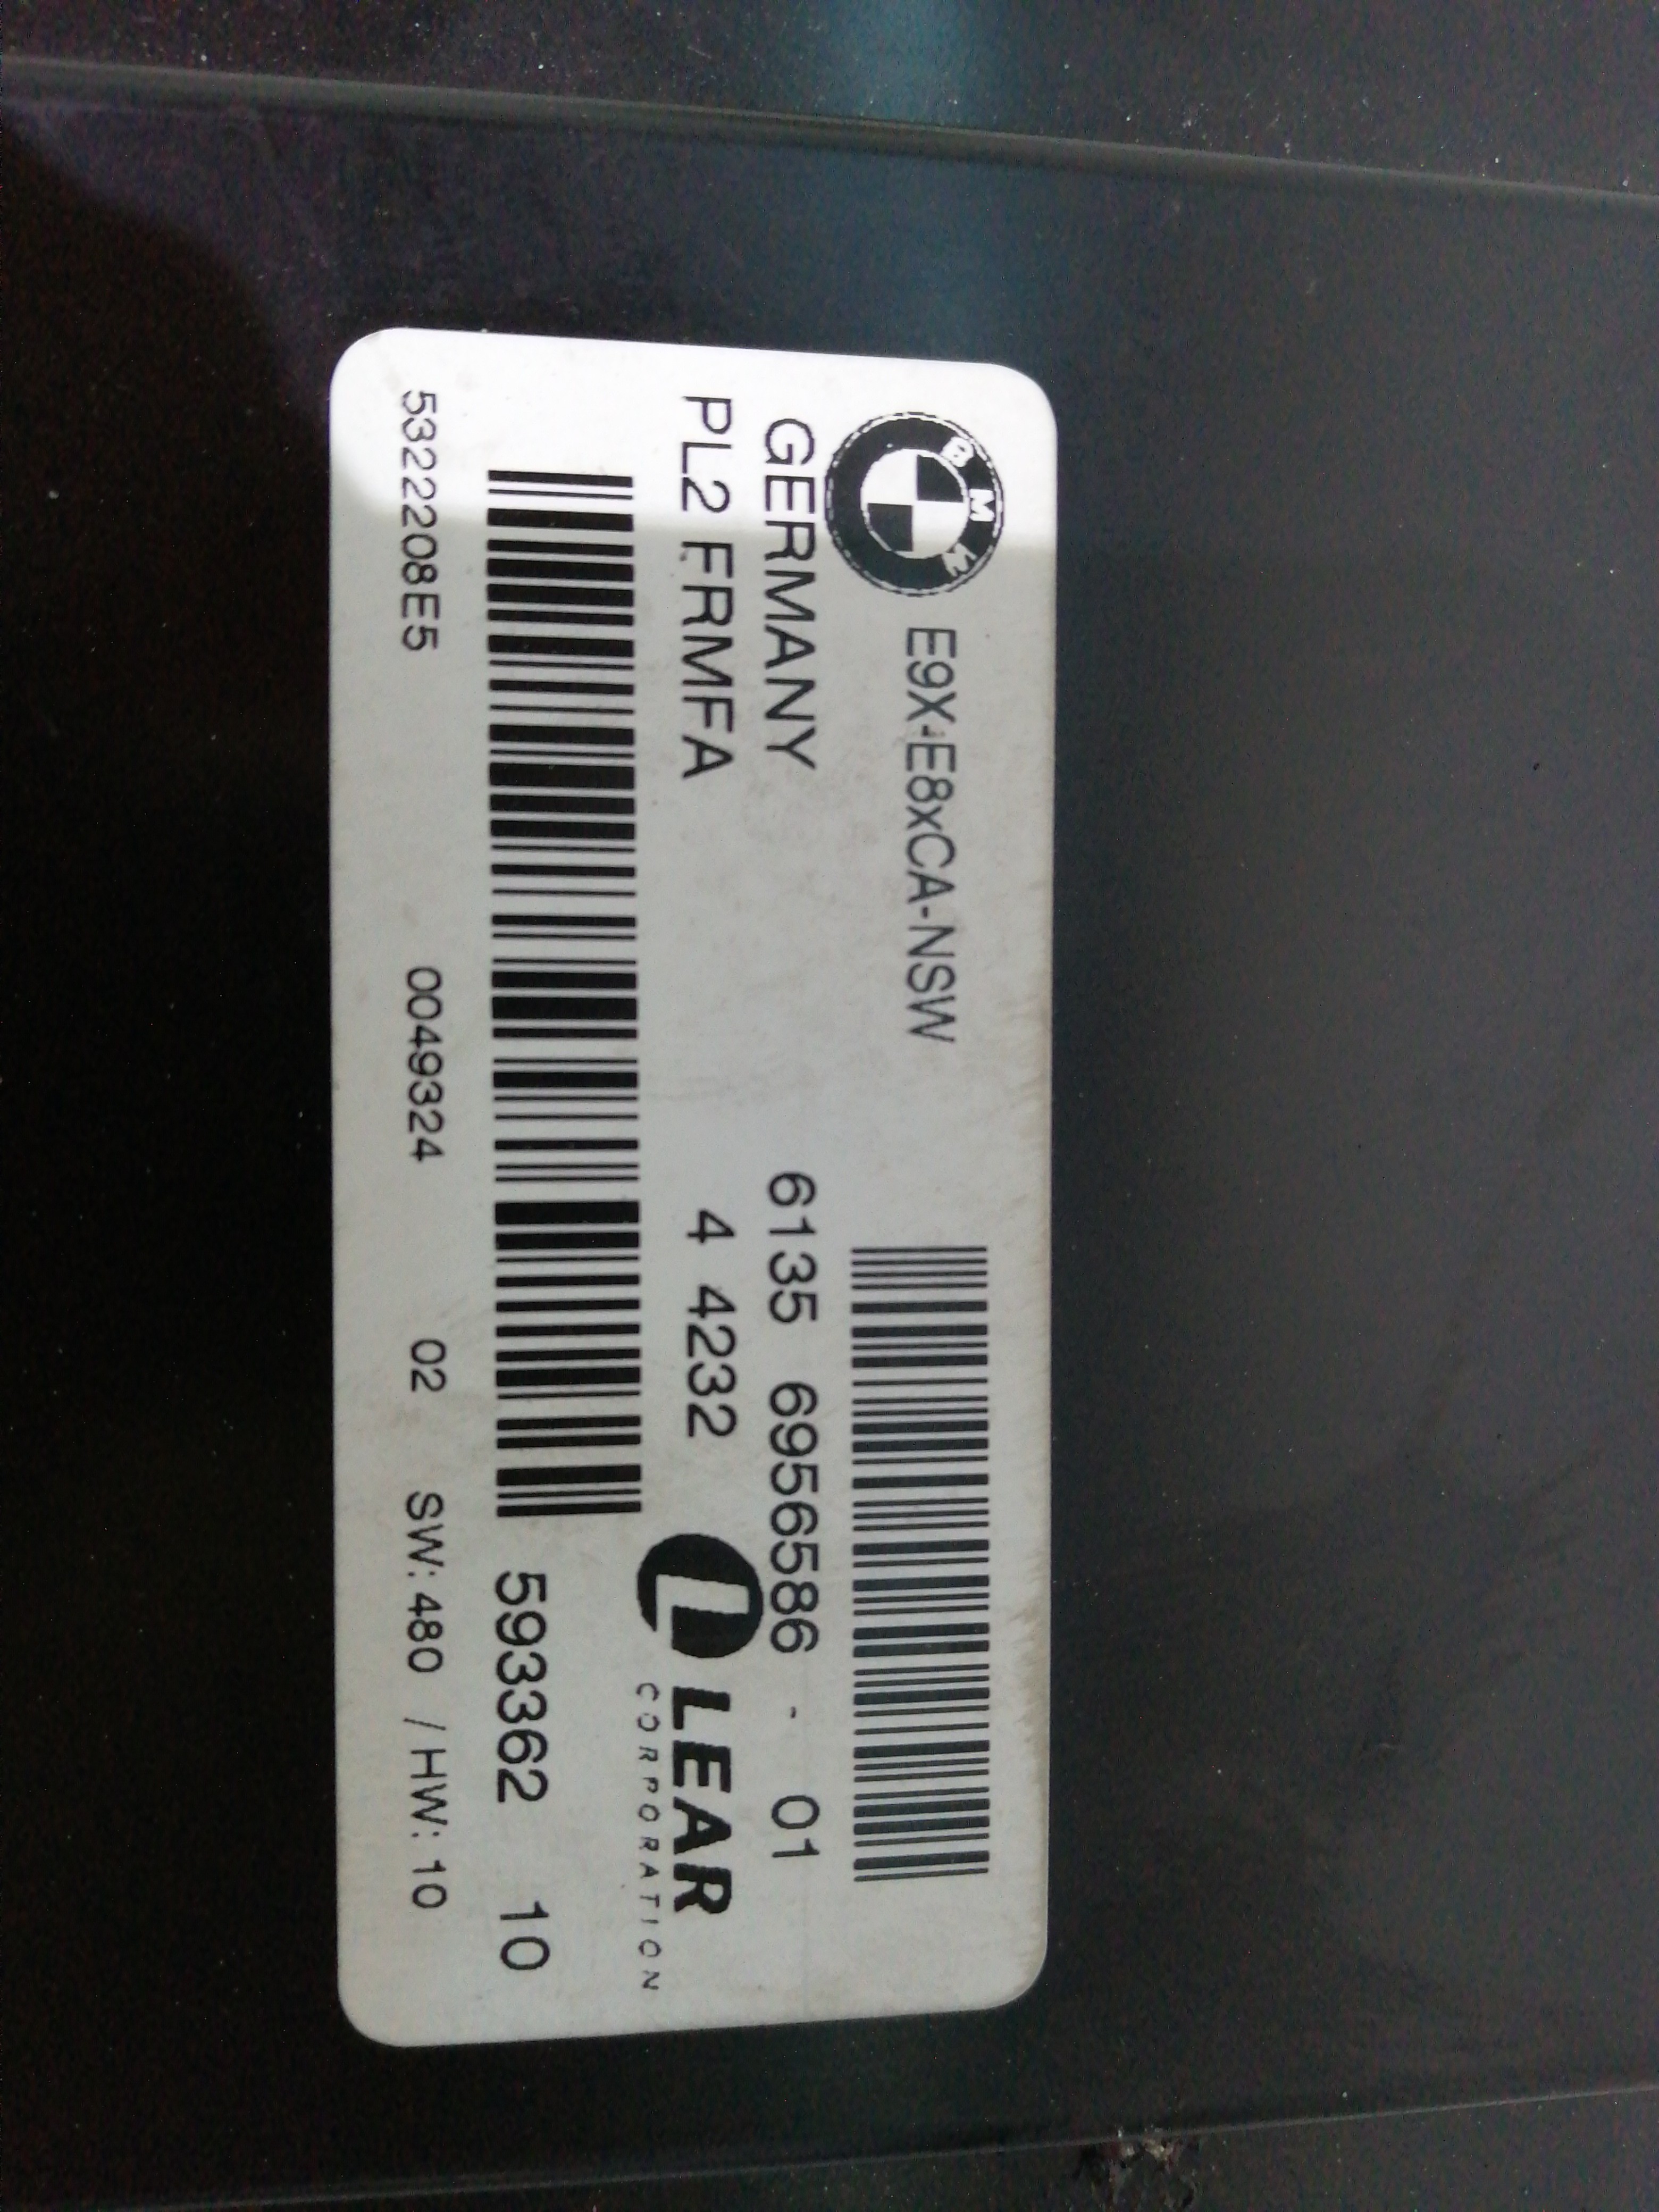 BMW E9X-E8xCA-NSW
GERMANY 6135 6956586 - 01
PL2 FRMFA 4 4232 LEAR
CORPORATION
593362 10
5322208E5 0049324 02 SW: 480 / HW: 10